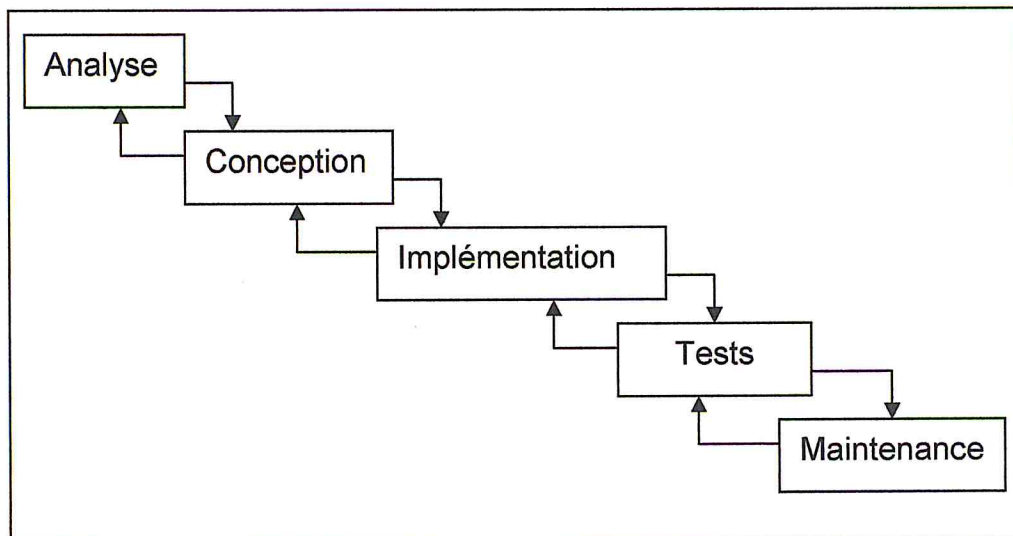 Analyse
Conception
Implémentation
Tests
Maintenance